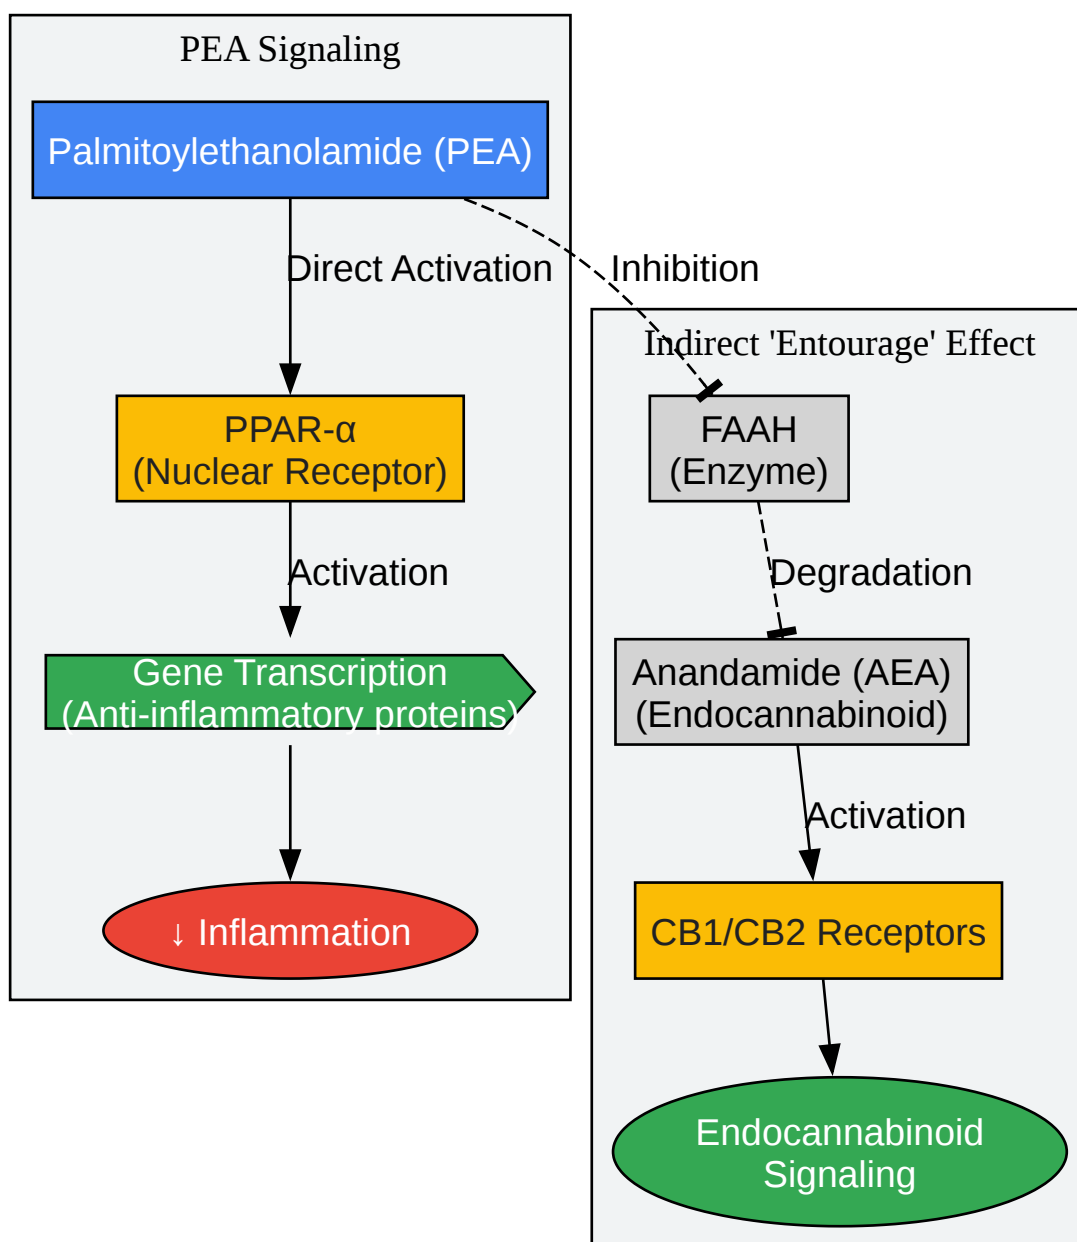 PEA Signaling
Palmitoylethanolamide (PEA)
Direct Activation
Inhibition
Indirect 'Entourage' Effect
PPAR-α
(Nuclear Receptor)
FAAH
(Enzyme)
Activation
Degradation
Gene Transcription
(Anti-inflammatory proteins)
Anandamide (AEA)
(Endocannabinoid)
Activation
↓ Inflammation
CB1/CB2 Receptors
Endocannabinoid
Signaling